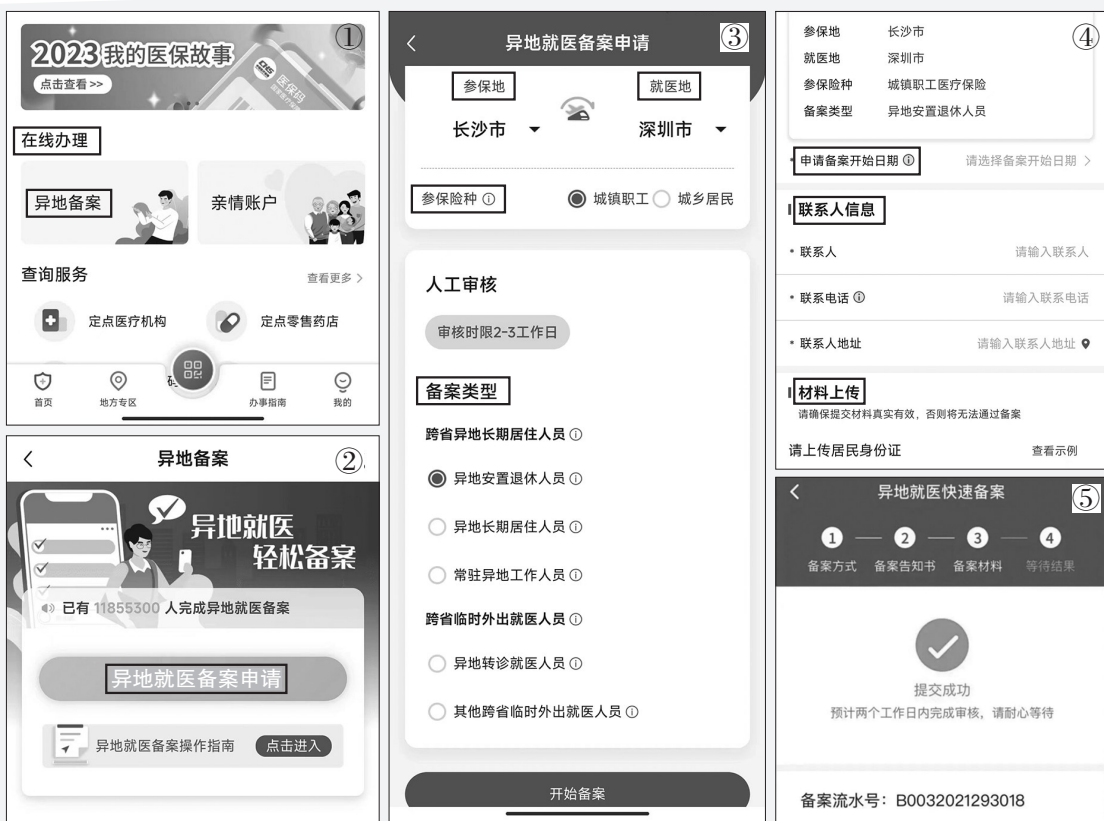 ①
2023我的医保故事
点击查看>>
CHS
医保码
在线办理
异地备案
亲情账户
查询服务
查看更多 >
定点医疗机构
定点零售药店
码
首页
地方专区
办事指南
我的
②
异地备案
异地就医
轻松备案
已有 11855300 人完成异地就医备案
异地就医备案申请
异地就医备案操作指南
点击进入
③
异地就医备案申请
参保地
就医地
长沙市
深圳市
参保险种
城镇职工
城乡居民
人工审核
审核时限2-3工作日
备案类型
跨省异地长期居住人员
异地安置退休人员
异地长期居住人员
常驻异地工作人员
跨省临时外出就医人员
异地转诊就医人员
其他跨省临时外出就医人员
开始备案
④
参保地 长沙市
就医地 深圳市
参保险种 城镇职工医疗保险
备案类型 异地安置退休人员
申请备案开始日期 请选择备案开始日期 >
联系人信息
联系人 请输入联系人
联系电话 请输入联系电话
联系人地址 请输入联系人地址
材料上传
请确保提交材料真实有效，否则将无法通过备案
请上传居民身份证 查看示例
⑤
异地就医快速备案
1 2 3 4
备案方式 备案告知书 备案材料 等待结果
提交成功
预计两个工作日内完成审核，请耐心等待
备案流水号：B0032021293018